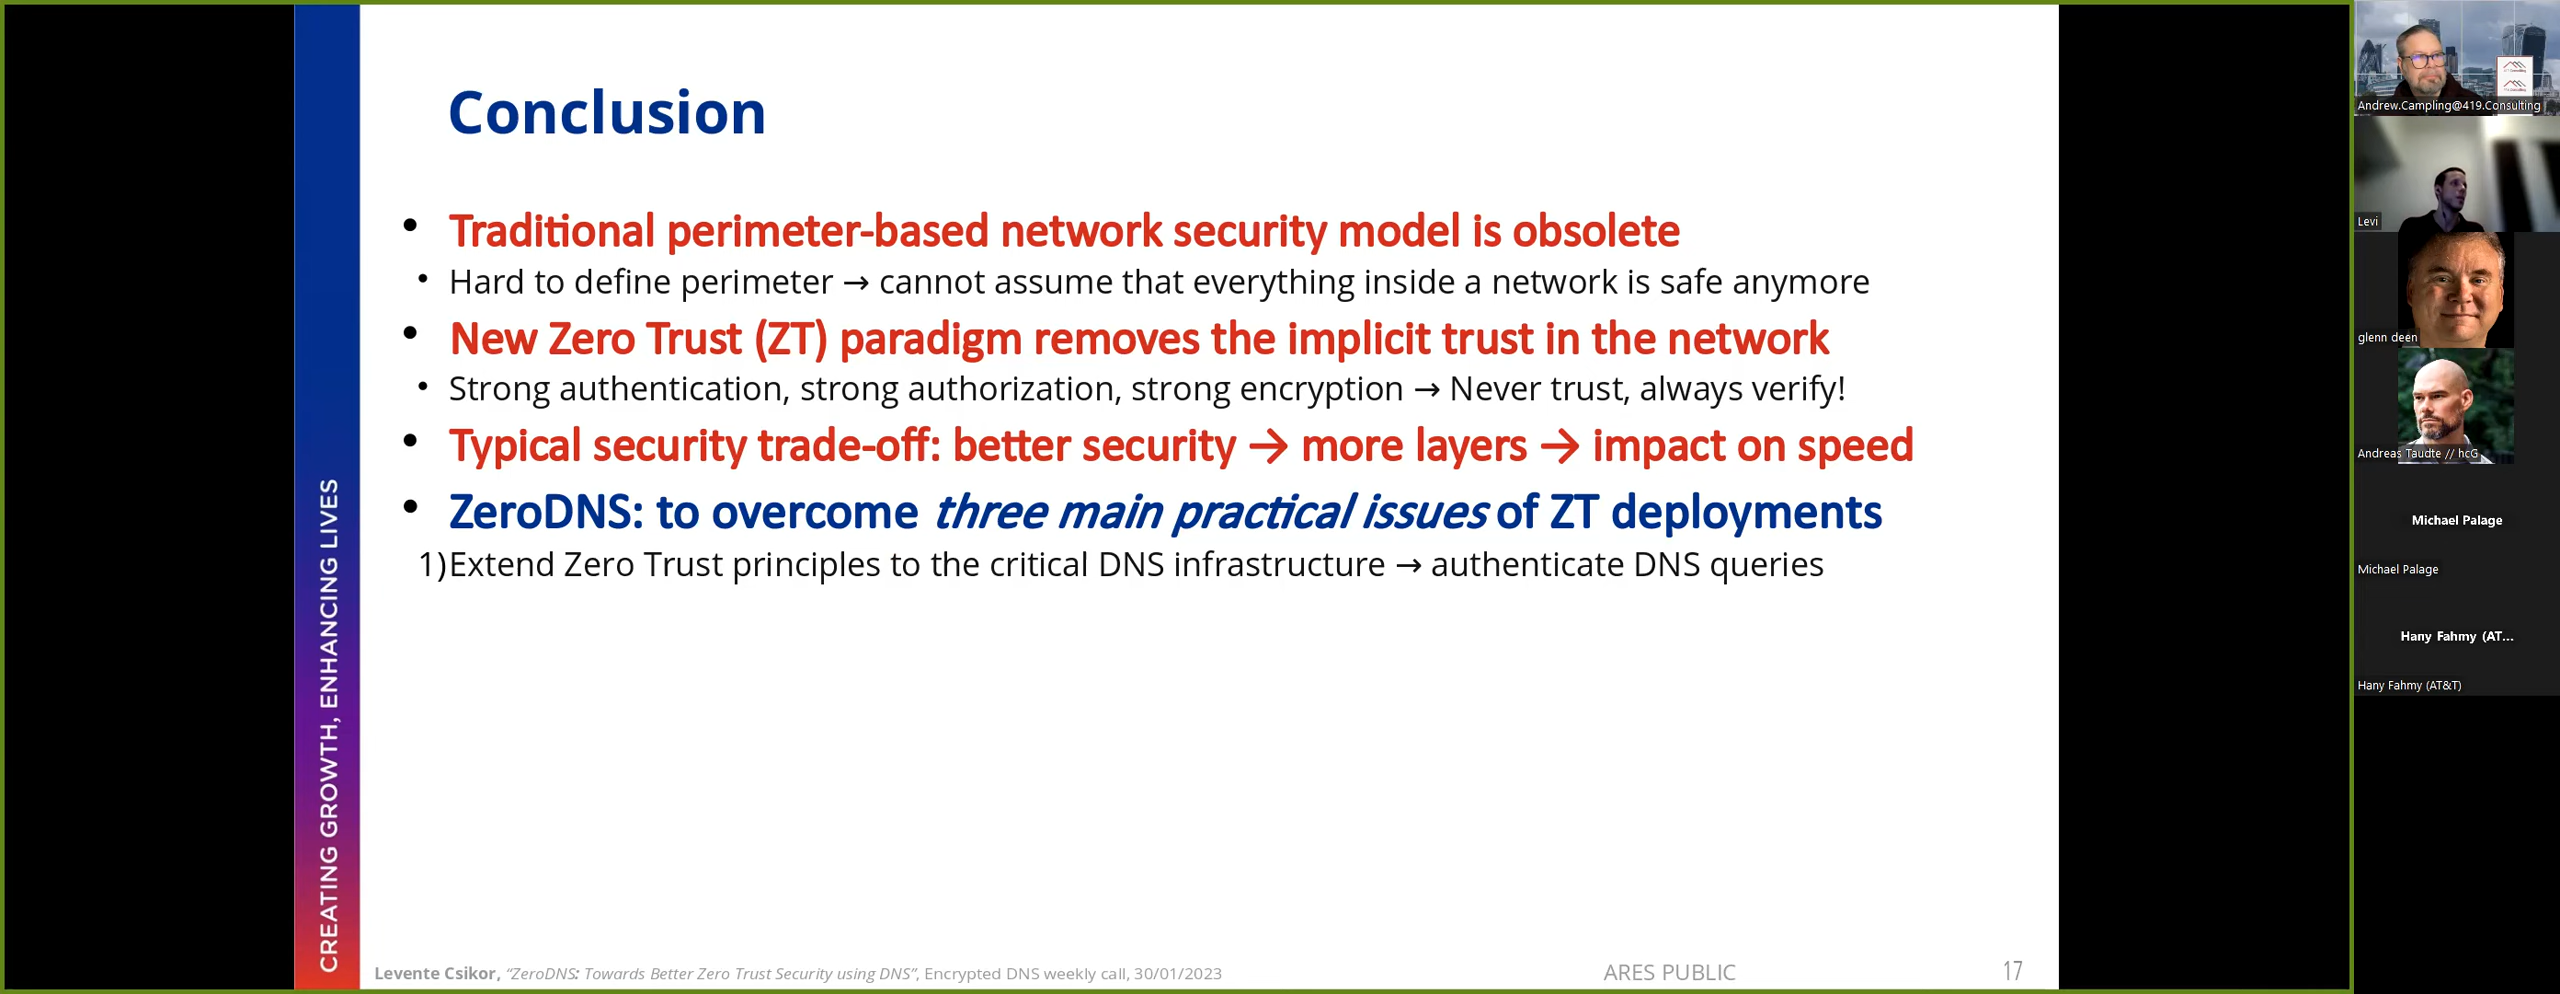 Conclusion
• Traditional perimeter-based network security model is obsolete
• Hard to define perimeter → cannot assume that everything inside a network is safe anymore
• New Zero Trust (ZT) paradigm removes the implicit trust in the network
• Strong authentication, strong authorization, strong encryption → Never trust, always verify!
• Typical security trade-off: better security → more layers → impact on speed
• ZeroDNS: to overcome three main practical issues of ZT deployments
1) Extend Zero Trust principles to the critical DNS infrastructure → authenticate DNS queries
CREATING GROWTH, ENHANCING LIVES
Levente Csikor, “ZeroDNS: Towards Better Zero Trust Security using DNS”, Encrypted DNS weekly call, 30/01/2023
ARES PUBLIC
17
Andrew.Campling@419.Consulting
Levi
glenn deen
Andreas Taudte // hcG
Michael Palage
Michael Palage
Hany Fahmy (AT...
Hany Fahmy (AT&T)